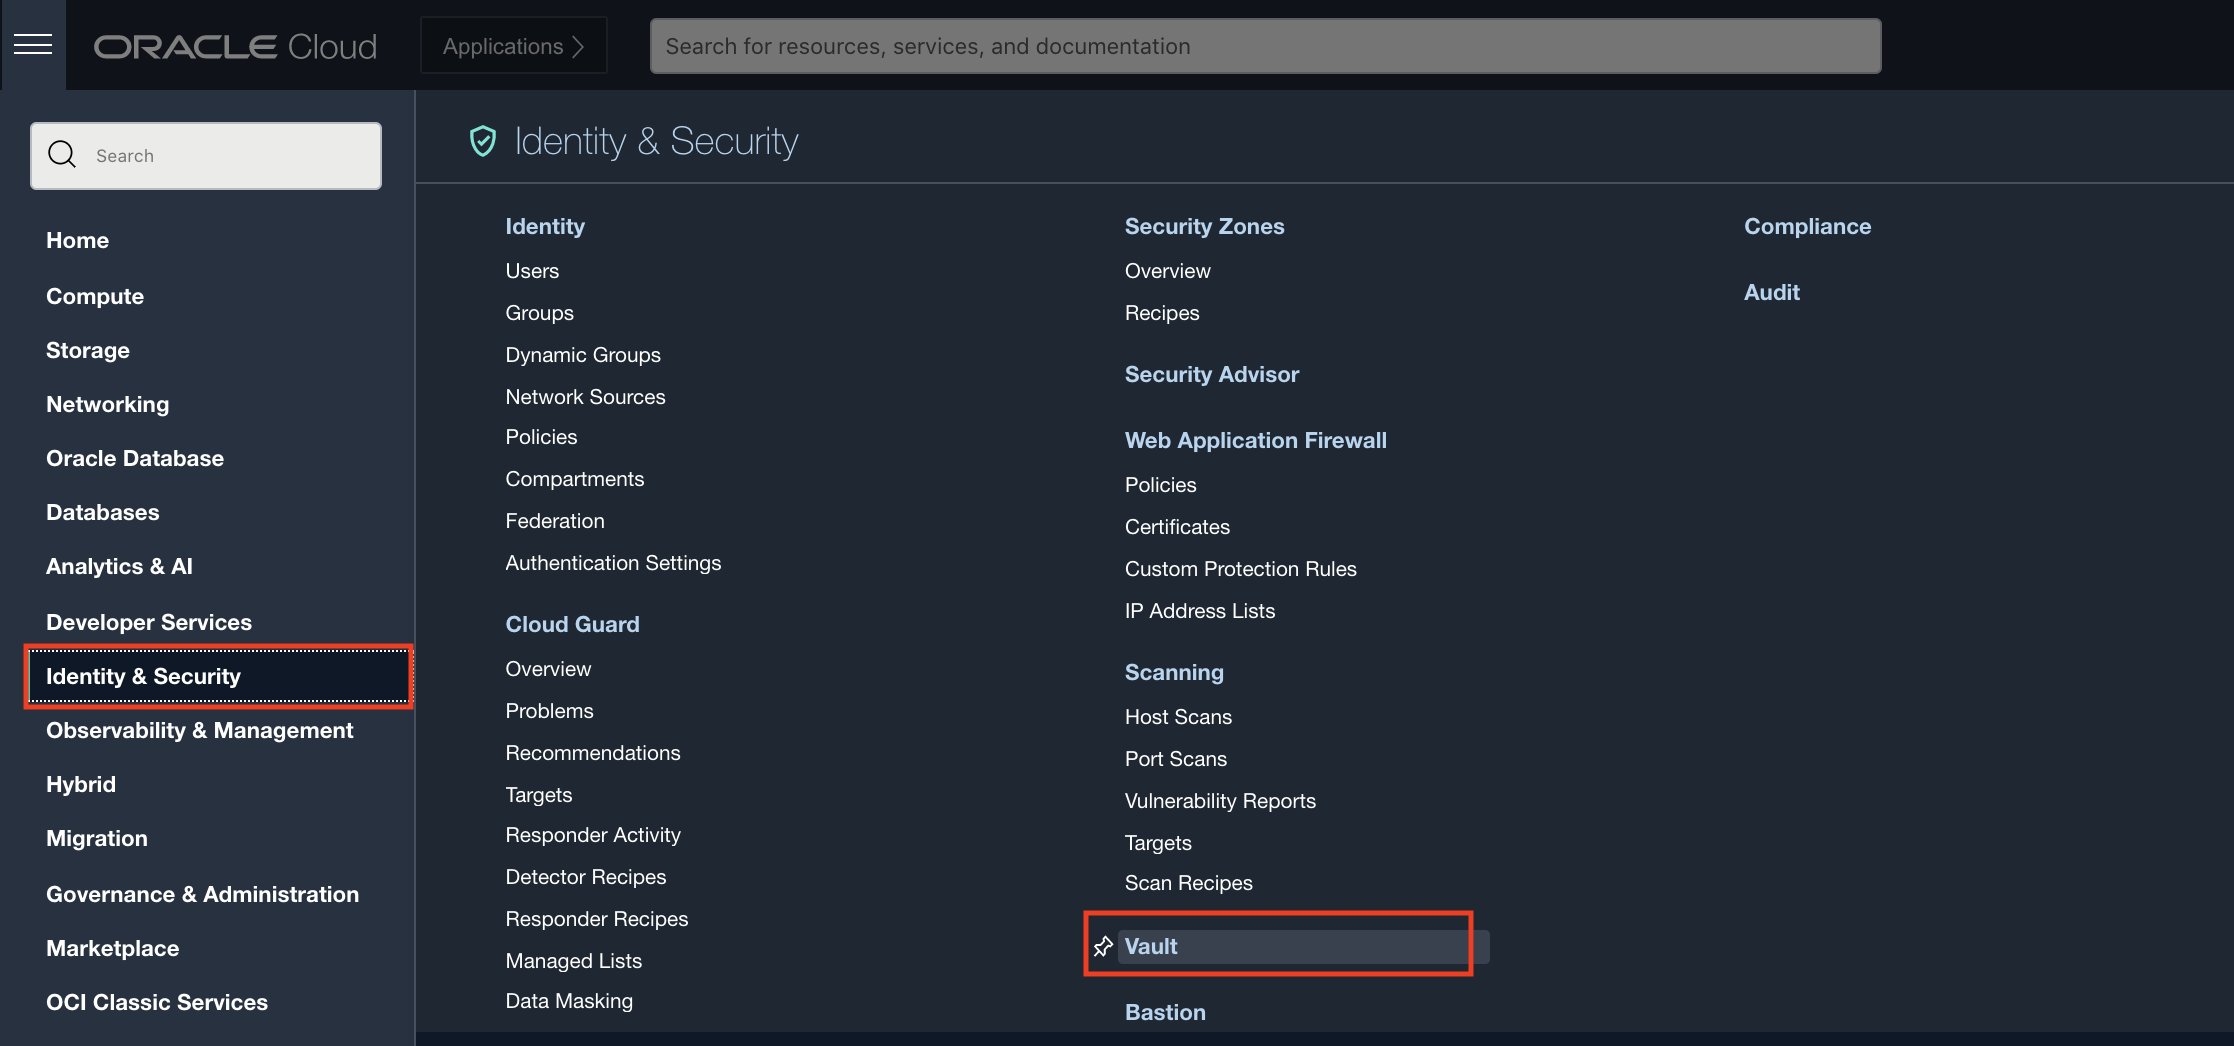 ORACLE Cloud
Applications
Search for resources, services, and documentation
Search
Home
Compute
Storage
Networking
Oracle Database
Databases
Analytics & AI
Developer Services
Identity & Security
Observability & Management
Hybrid
Migration
Governance & Administration
Marketplace
OCI Classic Services
Identity & Security
Identity
Users
Groups
Dynamic Groups
Network Sources
Policies
Compartments
Federation
Authentication Settings
Cloud Guard
Overview
Problems
Recommendations
Targets
Responder Activity
Detector Recipes
Responder Recipes
Managed Lists
Data Masking
Security Zones
Overview
Recipes
Security Advisor
Web Application Firewall
Policies
Certificates
Custom Protection Rules
IP Address Lists
Scanning
Host Scans
Port Scans
Vulnerability Reports
Targets
Scan Recipes
Vault
Bastion
Compliance
Audit